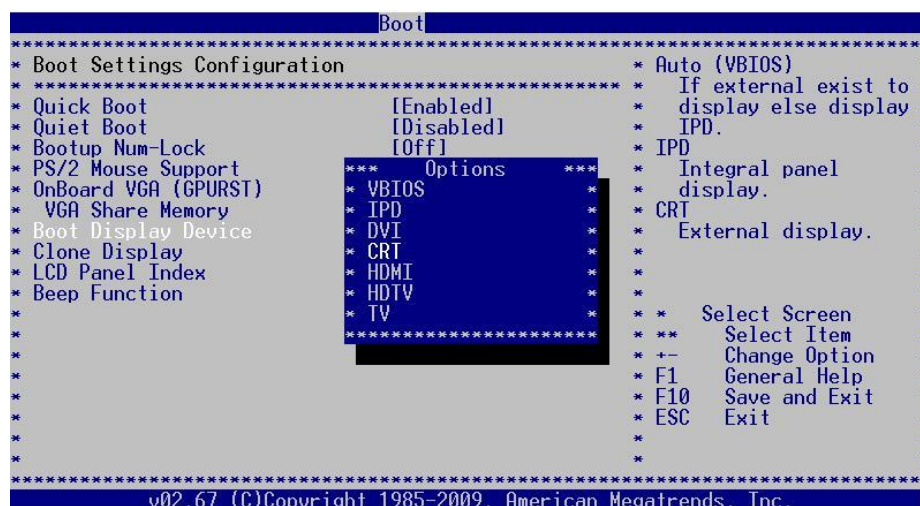 Boot
Boot Settings Configuration
Quick Boot [Enabled]
Quiet Boot [Disabled]
Bootup Num-Lock [Off]
PS/2 Mouse Support
OnBoard VGA (GPURST)
VGA Share Memory
Boot Display Device
Clone Display
LCD Panel Index
Beep Function
*** Options ***
* VBIOS *
* IPD *
* DVI *
* CRT *
* HDMI *
* HDTV *
* TV *
Auto (VBIOS)
If external exist to
display else display
IPD.
IPD
Integral panel
display.
CRT
External display.
* Select Screen
** Select Item
+- Change Option
F1 General Help
F10 Save and Exit
ESC Exit
v02.67 (C)Copyright 1985-2009, American Megatrends, Inc.